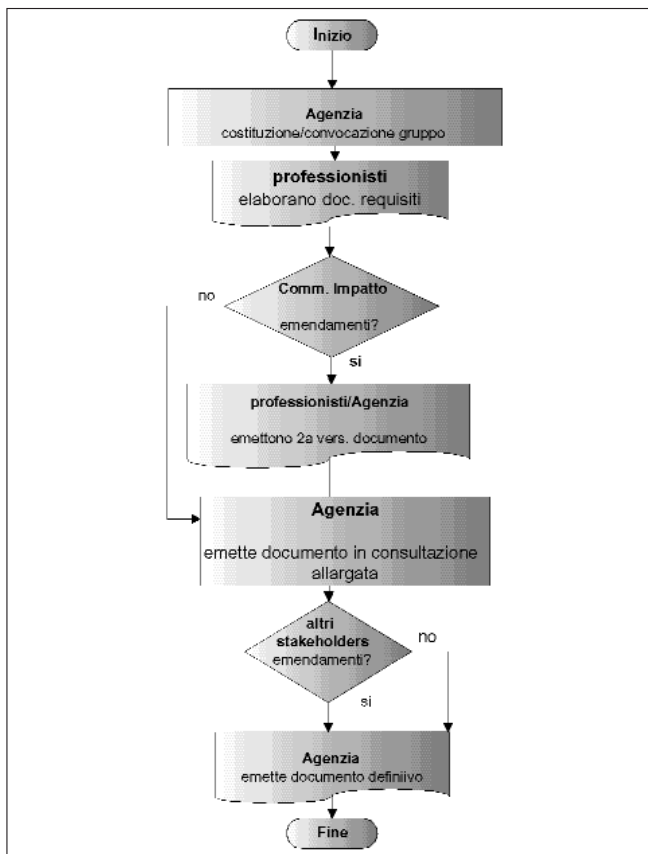 Inizio
Agenzia
costituzione/convocazione gruppo
professionisti
elaborano doc. requisiti
no
Comm. Impatto
emendamenti?
si
professionisti/Agenzia
emettono 2a vers. documento
Agenzia
emette documento in consultazione
allargata
altri
stakeholders
emendamenti?
no
si
Agenzia
emette documento definiivo
Fine